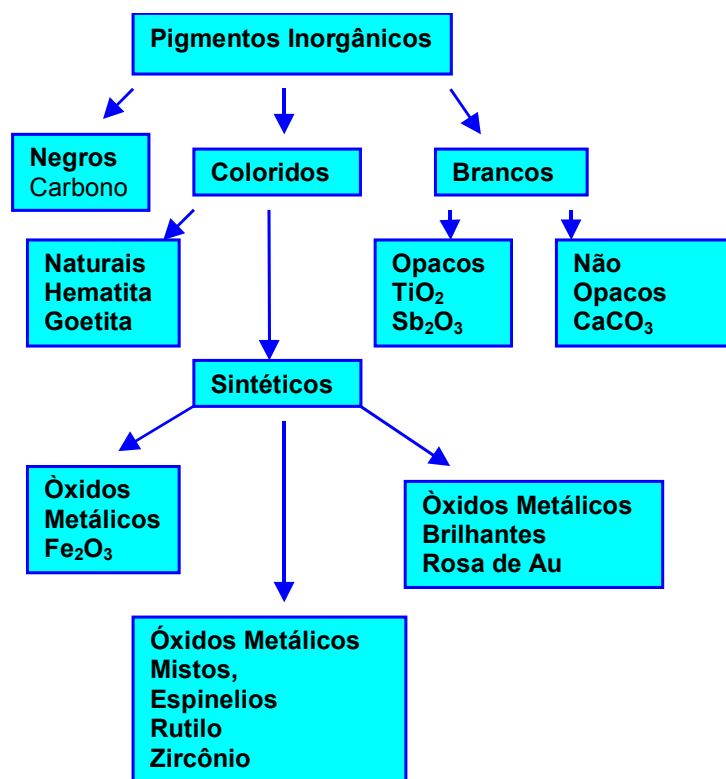 Pigmentos Inorgânicos
Negros
Carbono
Coloridos
Brancos
Naturais
Hematita
Goetita
Opacos
TiO₂
Sb₂O₃
Não
Opacos
CaCO₃
Sintéticos
Òxidos
Metálicos
Fe₂O₃
Òxidos Metálicos
Brilhantes
Rosa de Au
Óxidos Metálicos
Mistos,
Espinelios
Rutilo
Zircônio